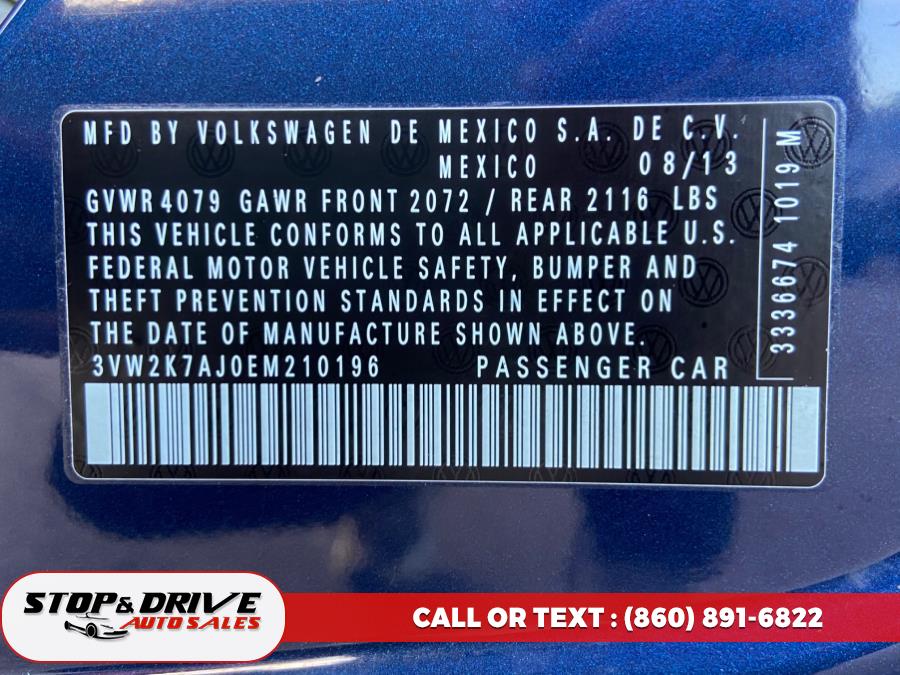 MFD BY VOLKSWAGEN DE MEXICO S.A. DE C.V.
MEXICO 08/13
GVWR 4079 GAWR FRONT 2072 / REAR 2116 LBS
THIS VEHICLE CONFORMS TO ALL APPLICABLE U.S.
FEDERAL MOTOR VEHICLE SAFETY, BUMPER AND
THEFT PREVENTION STANDARDS IN EFFECT ON
THE DATE OF MANUFACTURE SHOWN ABOVE.
3VW2K7AJ0EM210196 PASSENGER CAR
3336674 1019 M
STOP & DRIVE
AUTO SALES
CALL OR TEXT : (860) 891-6822